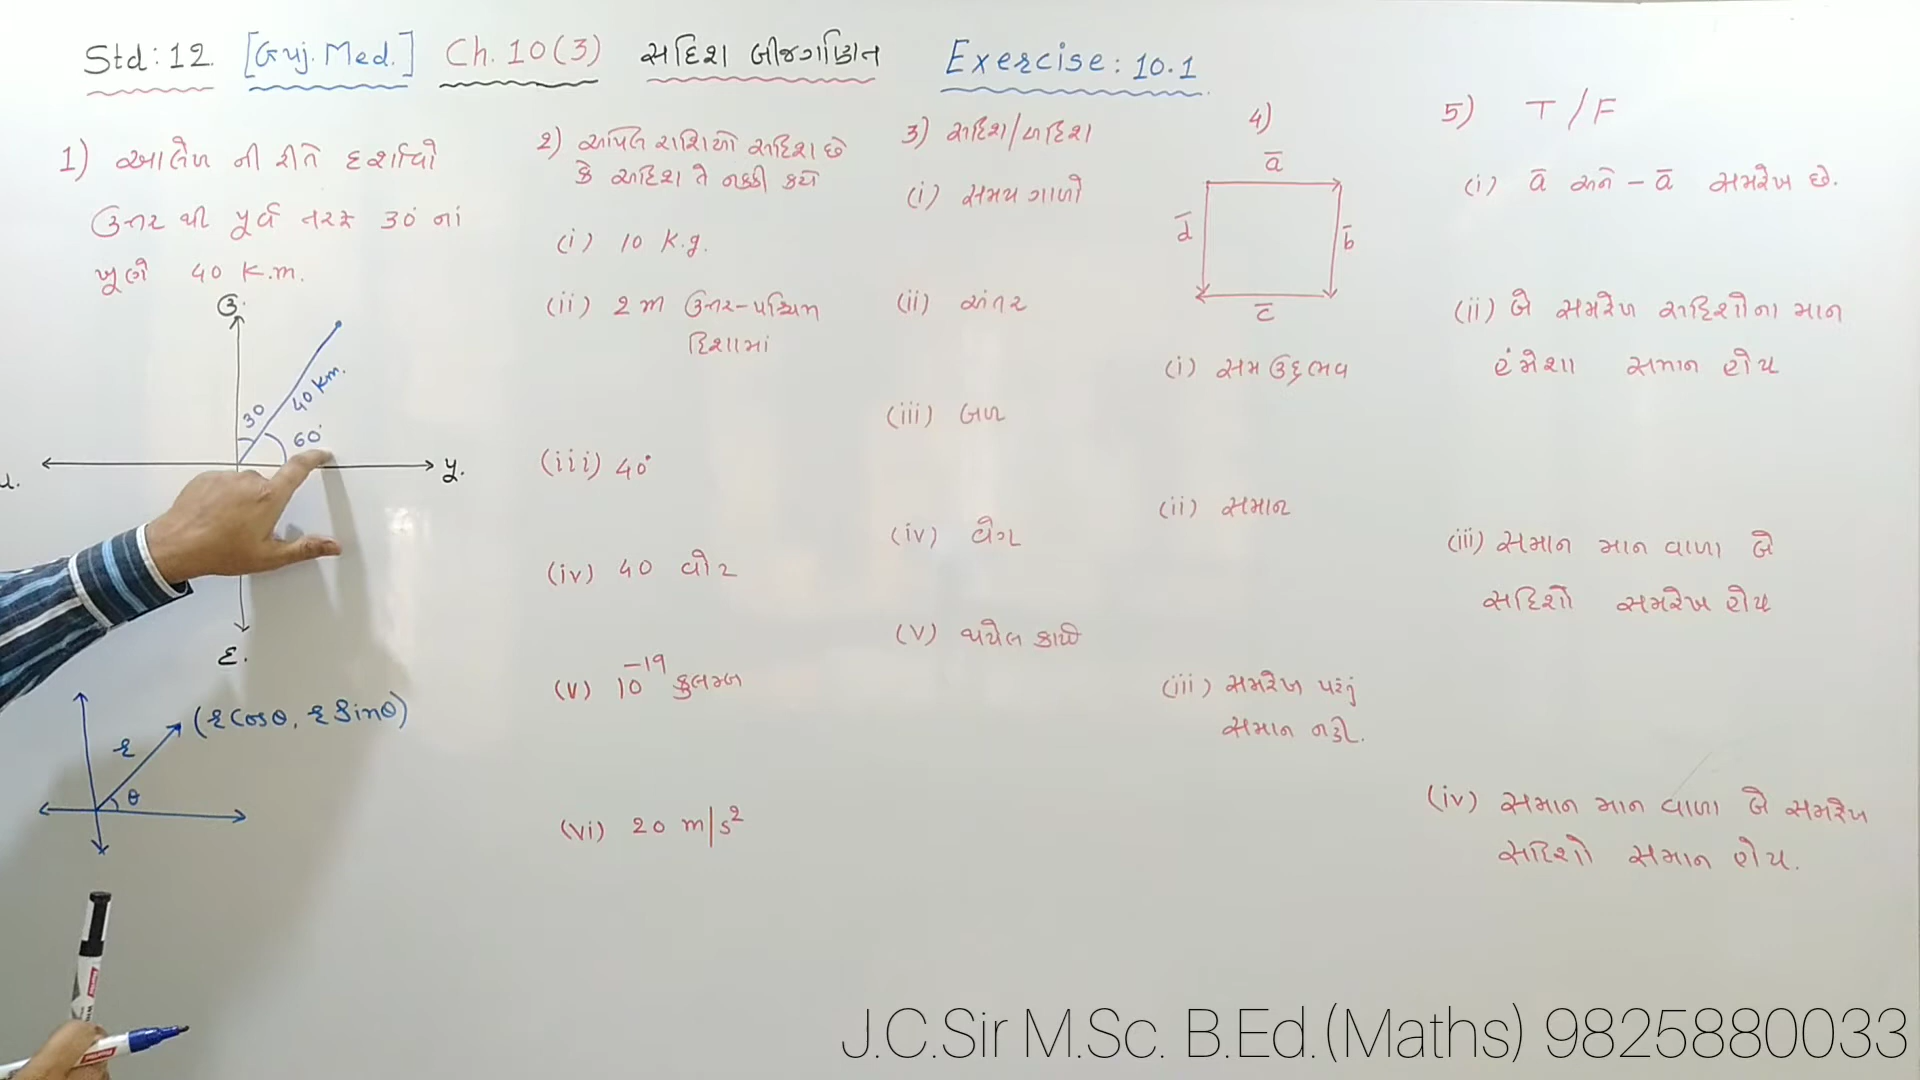 Std: 12. [Guj. Med.] Ch. 10(3) સદિશ બીજગણિત Exercise: 10.1
1) આલેખ ની રીતે દર્શાવો
ઉત્તર થી પૂર્વ તરફ 30° નાં
ખૂણે 40 K.m.
ઉ.
40 Km.
30
60°
પૂ.
દ.
(r Cosθ, r Sinθ)
r
θ
2) આપેલ રાશિઓ સદિશ છે
કે અદિશ તે નક્કી કરો
(i) 10 K.g.
(ii) 2 m ઉત્તર-પશ્ચિમ
દિશામાં
(iii) 40°
(iv) 40 વોટ
(v) 10⁻¹⁹ કુલમ્બ
(vi) 20 m/s²
3) સદિશ/અદિશ
(i) સમય ગાળો
(ii) અંતર
(iii) બળ
(iv) વેગ
(v) થયેલ કાર્ય
4)
a̅
d̅
b̅
c̅
(i) સમ ઉદ્દભવ
(ii) સમાન
(iii) સમરેખ પરંતુ
સમાન નહી.
5) T/F
(i) a̅ અને -a̅ સમરેખ છે.
(ii) બે સમરેખ સદિશોના માન
હંમેશા સમાન હોય
(iii) સમાન માન વાળા બે
સદિશો સમરેખ હોય
(iv) સમાન માન વાળા બે સમરેખ
સદિશો સમાન હોય.
J.C.Sir M.Sc. B.Ed.(Maths) 9825880033